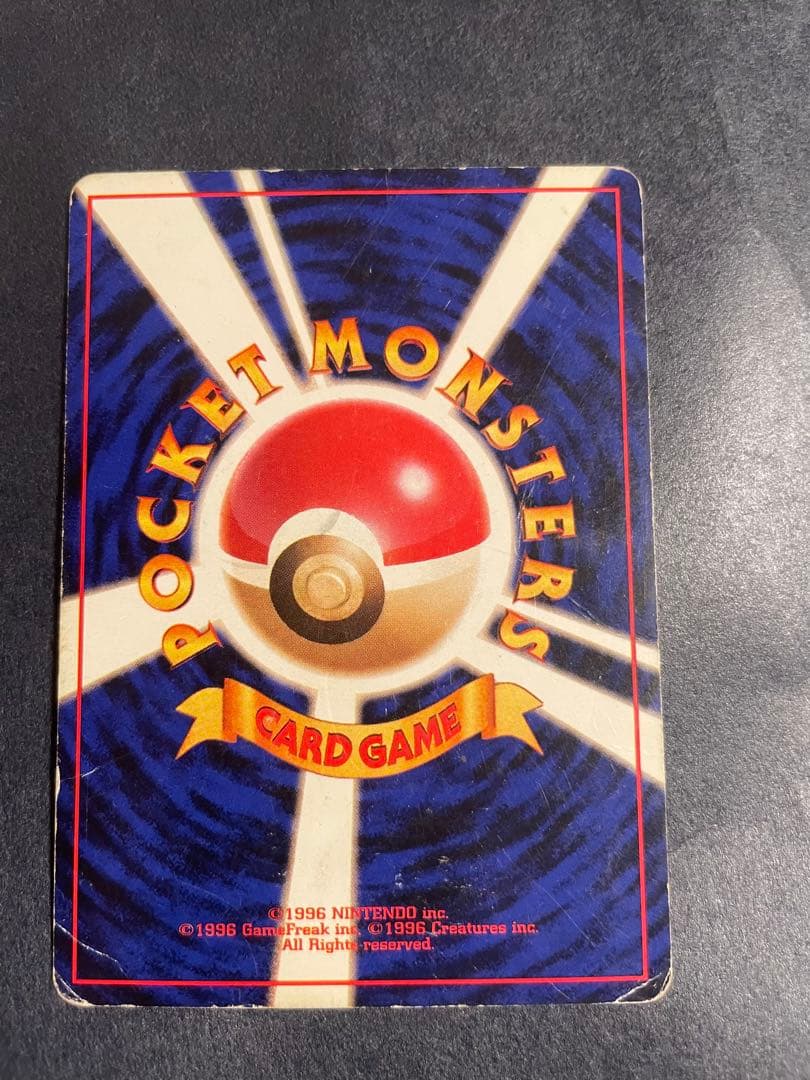 POCKET MONSTERS
CARD GAME
©1996 NINTENDO inc.
©1996 GameFreak inc. ©1996 Creatures inc.
All Rights reserved.